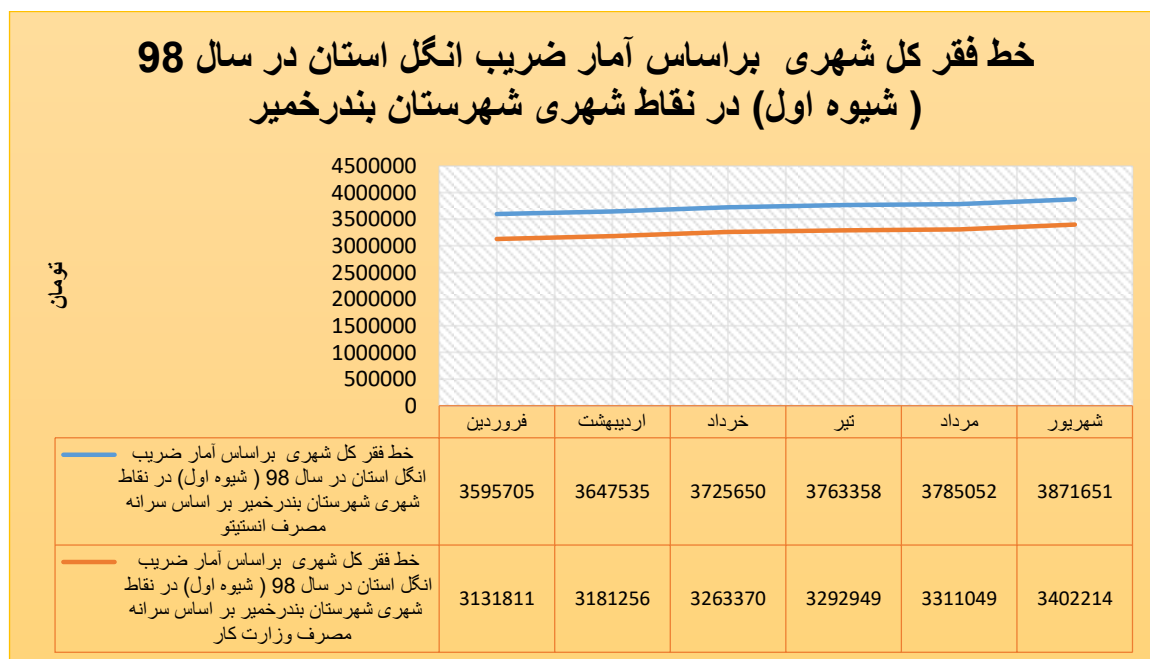 خط فقر کل شهری براساس آمار ضریب انگل استان در سال 98
( شیوه اول) در نقاط شهری شهرستان بندرخمیر
تومان
4500000
4000000
3500000
3000000
2500000
2000000
1500000
1000000
500000
0
فروردین
اردیبهشت
خرداد
تیر
مرداد
شهریور
خط فقر کل شهری براساس آمار ضریب
انگل استان در سال 98 ( شیوه اول) در نقاط
شهری شهرستان بندرخمیر بر اساس سرانه
مصرف انستیتو
3595705
3647535
3725650
3763358
3785052
3871651
خط فقر کل شهری براساس آمار ضریب
انگل استان در سال 98 ( شیوه اول) در نقاط
شهری شهرستان بندرخمیر بر اساس سرانه
مصرف وزارت کار
3131811
3181256
3263370
3292949
3311049
3402214